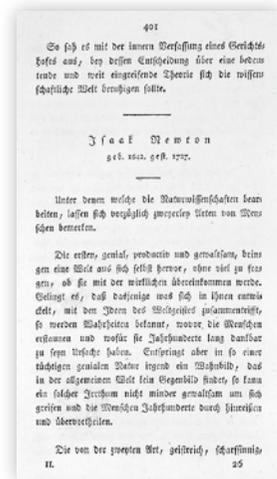 401
So sah es mit der innern Verfassung eines Gerichts
hofes aus, bey dessen Entscheidung über eine bedeu
tende und weit eingreifende Theorie sich die wissen
schaftliche Welt beruhigen sollte.
Isaak Newton
geb. 1642. gest. 1727.
Unter denen welche die Naturwissenschaften bear
beiten, lassen sich vorzüglich zweyerley Arten von Men
schen bemerken.
Die ersten, genial, productiv und gewaltsam, brin
gen eine Welt aus sich selbst hervor, ohne viel zu fra
gen, ob sie mit der wirklichen übereinkommen werde.
Gelingt es, daß dasjenige was sich in ihnen entwi
ckelt, mit den Ideen des Weltgeistes zusammentrifft,
so werden Wahrheiten bekannt, wovor die Menschen
erstaunen und wofür sie Jahrhunderte lang dankbar
zu seyn Ursache haben. Entspringt aber in so einer
tüchtigen genialen Natur irgend ein Wahnbild, das
in der allgemeinen Welt kein Gegenbild findet, so kann
ein solcher Irrthum nicht minder gewaltsam um sich
greifen und die Menschen Jahrhunderte durch hinreißen
und übervortheilen.
Die von der zweyten Art, geistreich, scharfsinnig,
II. 26